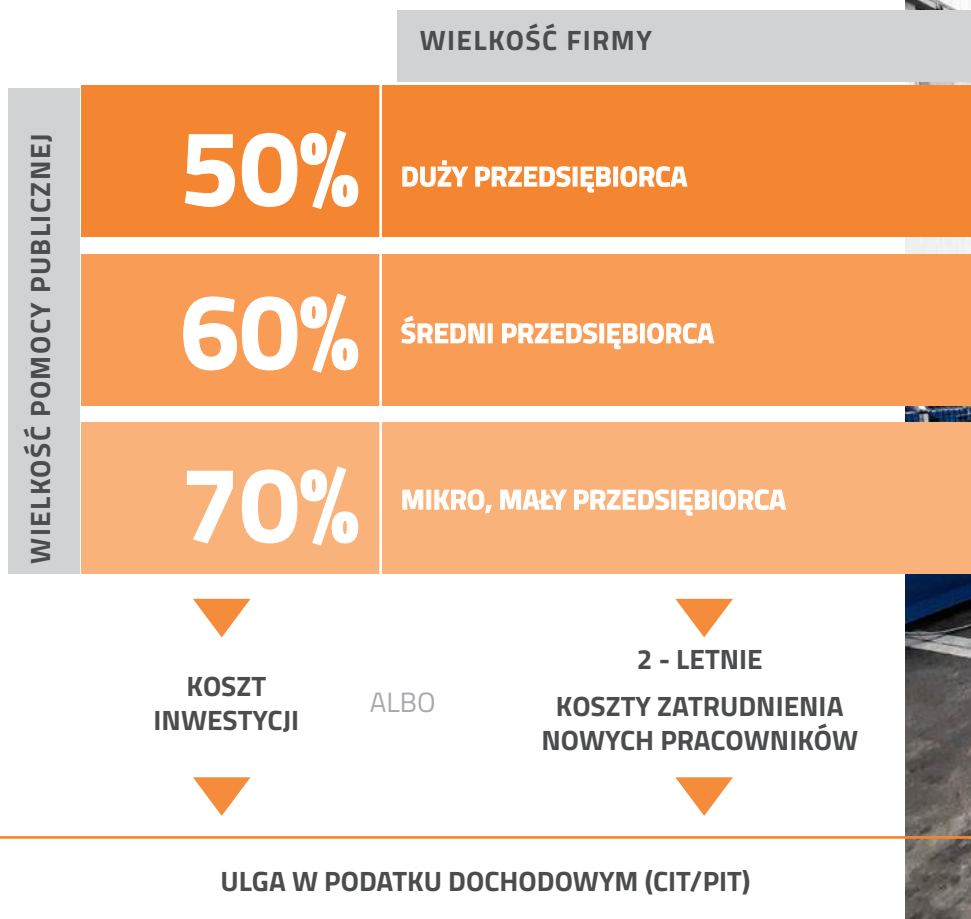 WIELKOŚĆ FIRMY
WIELKOŚĆ POMOCY PUBLICZNEJ
50%
DUŻY PRZEDSIĘBIORCA
60%
ŚREDNI PRZEDSIĘBIORCA
70%
MIKRO, MAŁY PRZEDSIĘBIORCA
KOSZT
INWESTYCJI
ALBO
2 - LETNIE
KOSZTY ZATRUDNIENIA
NOWYCH PRACOWNIKÓW
ULGA W PODATKU DOCHODOWYM (CIT/PIT)